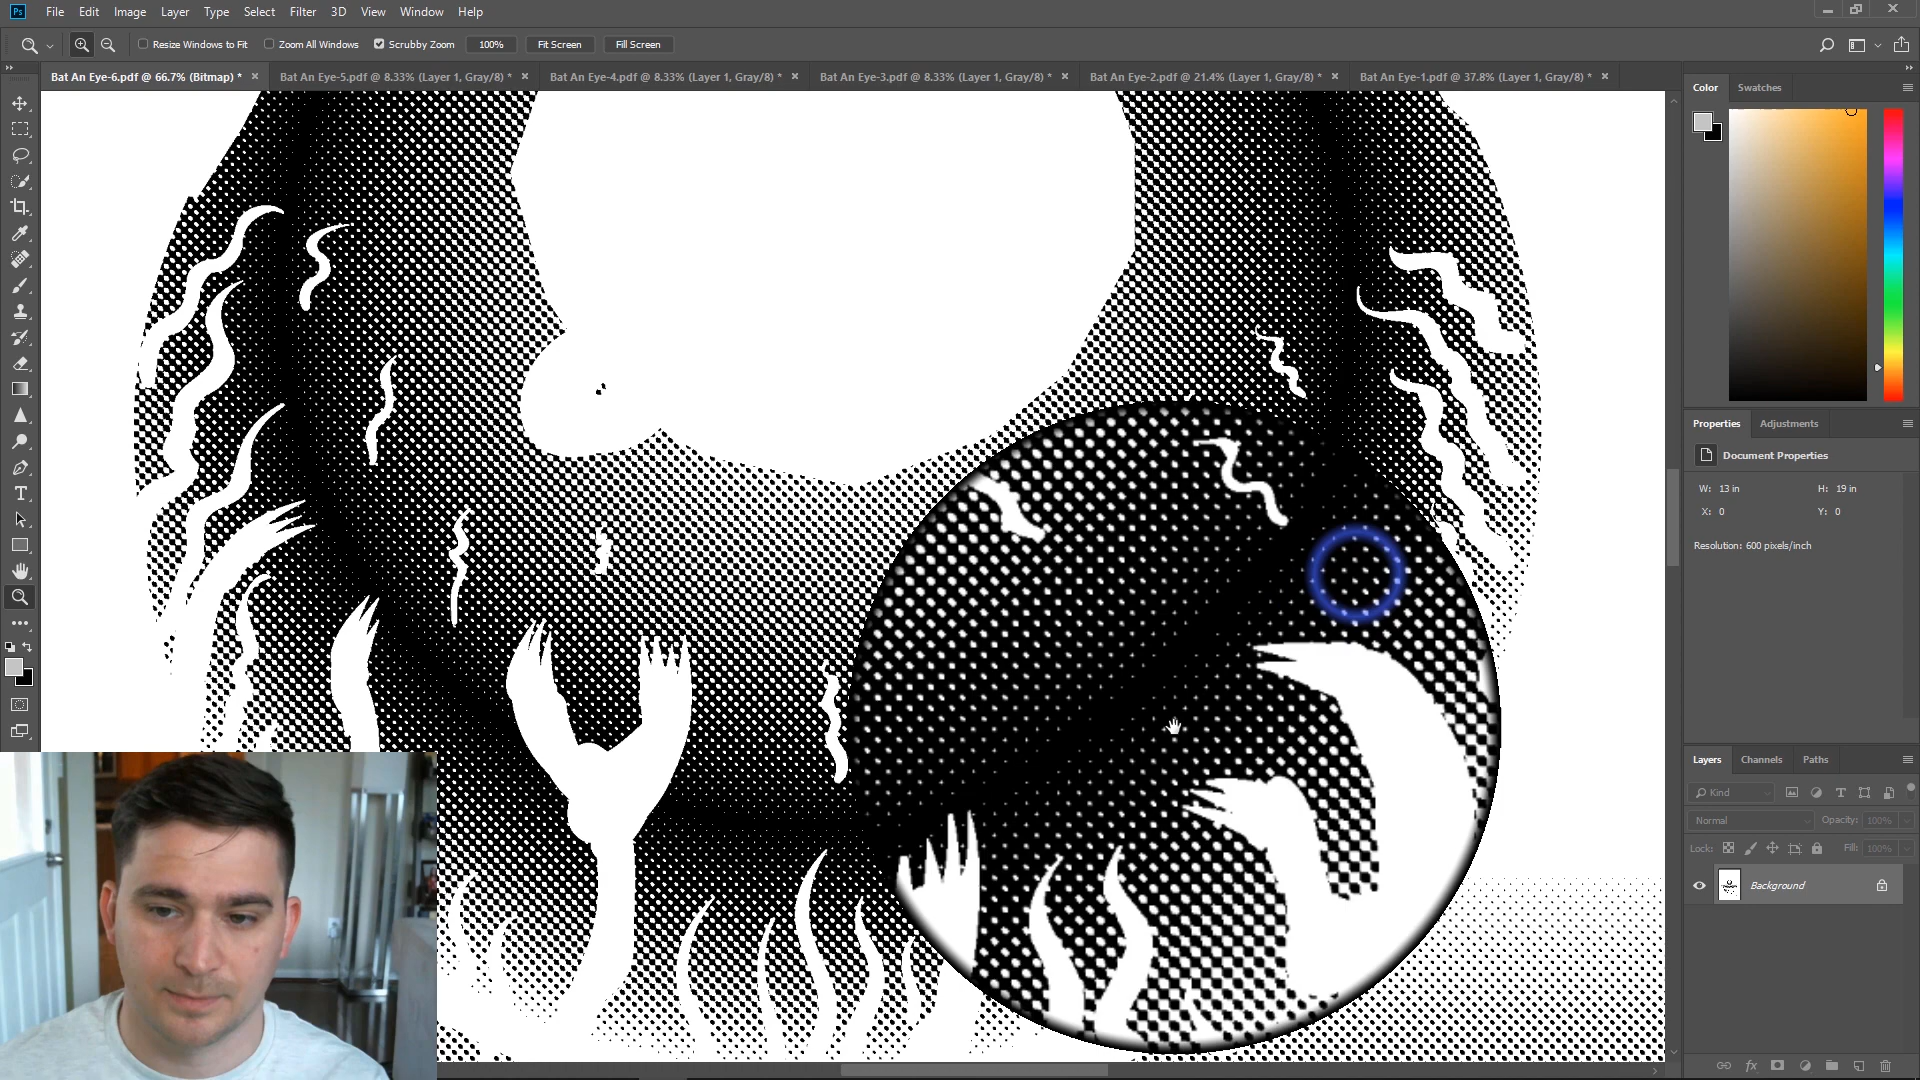 Ps File Edit Image Layer Type Select Filter 3D View Window Help
Resize Windows to Fit Zoom All Windows Scrubby Zoom 100% Fit Screen Fill Screen
Bat An Eye-6.pdf @ 66.7% (Bitmap) * Bat An Eye-5.pdf @ 8.33% (Layer 1, Gray/8) * Bat An Eye-4.pdf @ 8.33% (Layer 1, Gray/8) * Bat An Eye-3.pdf @ 8.33% (Layer 1, Gray/8) * Bat An Eye-2.pdf @ 21.4% (Layer 1, Gray/8) * Bat An Eye-1.pdf @ 37.8% (Layer 1, Gray/8) *
Color Swatches
Properties Adjustments
Document Properties
W: 13 in H: 19 in
X: 0 Y: 0
Resolution: 600 pixels/inch
Layers Channels Paths
Kind
Normal Opacity: 100%
Lock: Fill: 100%
Background
fx